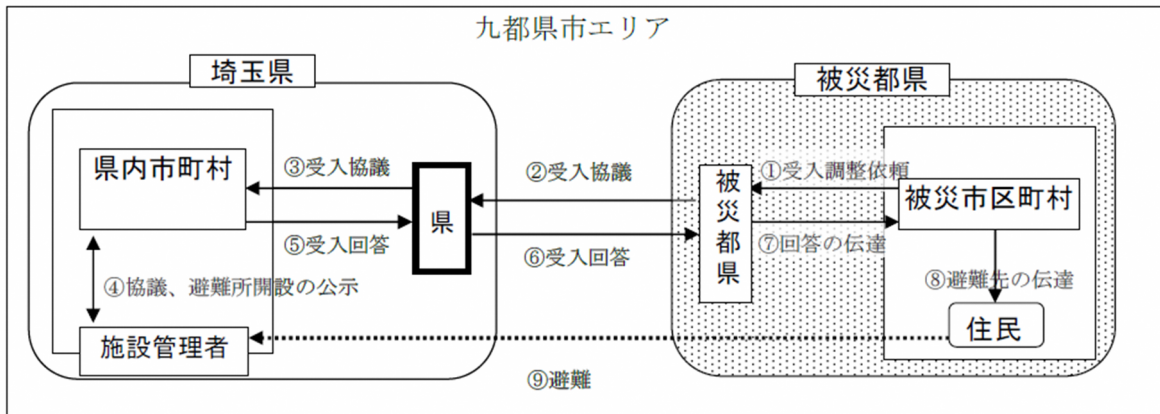 九都県市エリア
埼玉県
被災都県
県内市町村
③受入協議
県
②受入協議
被災都県
①受入調整依頼
被災市区町村
⑤受入回答
⑥受入回答
⑦回答の伝達
④協議、避難所開設の公示
⑧避難先の伝達
施設管理者
住民
⑨避難